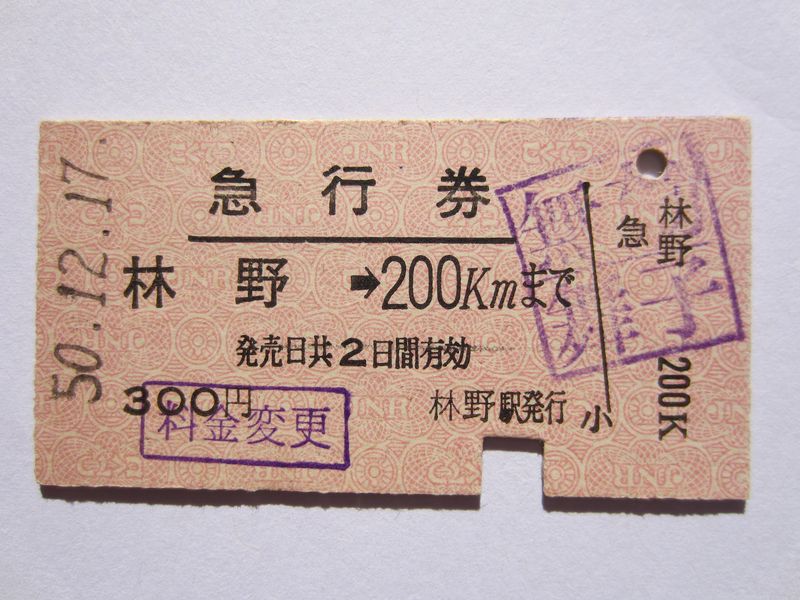 50.12.17.
急行券
林野 → 200Kmまで
発売日共2日間有効
300円
料金変更
林野駅発行
小
林野
急
200K
JNR